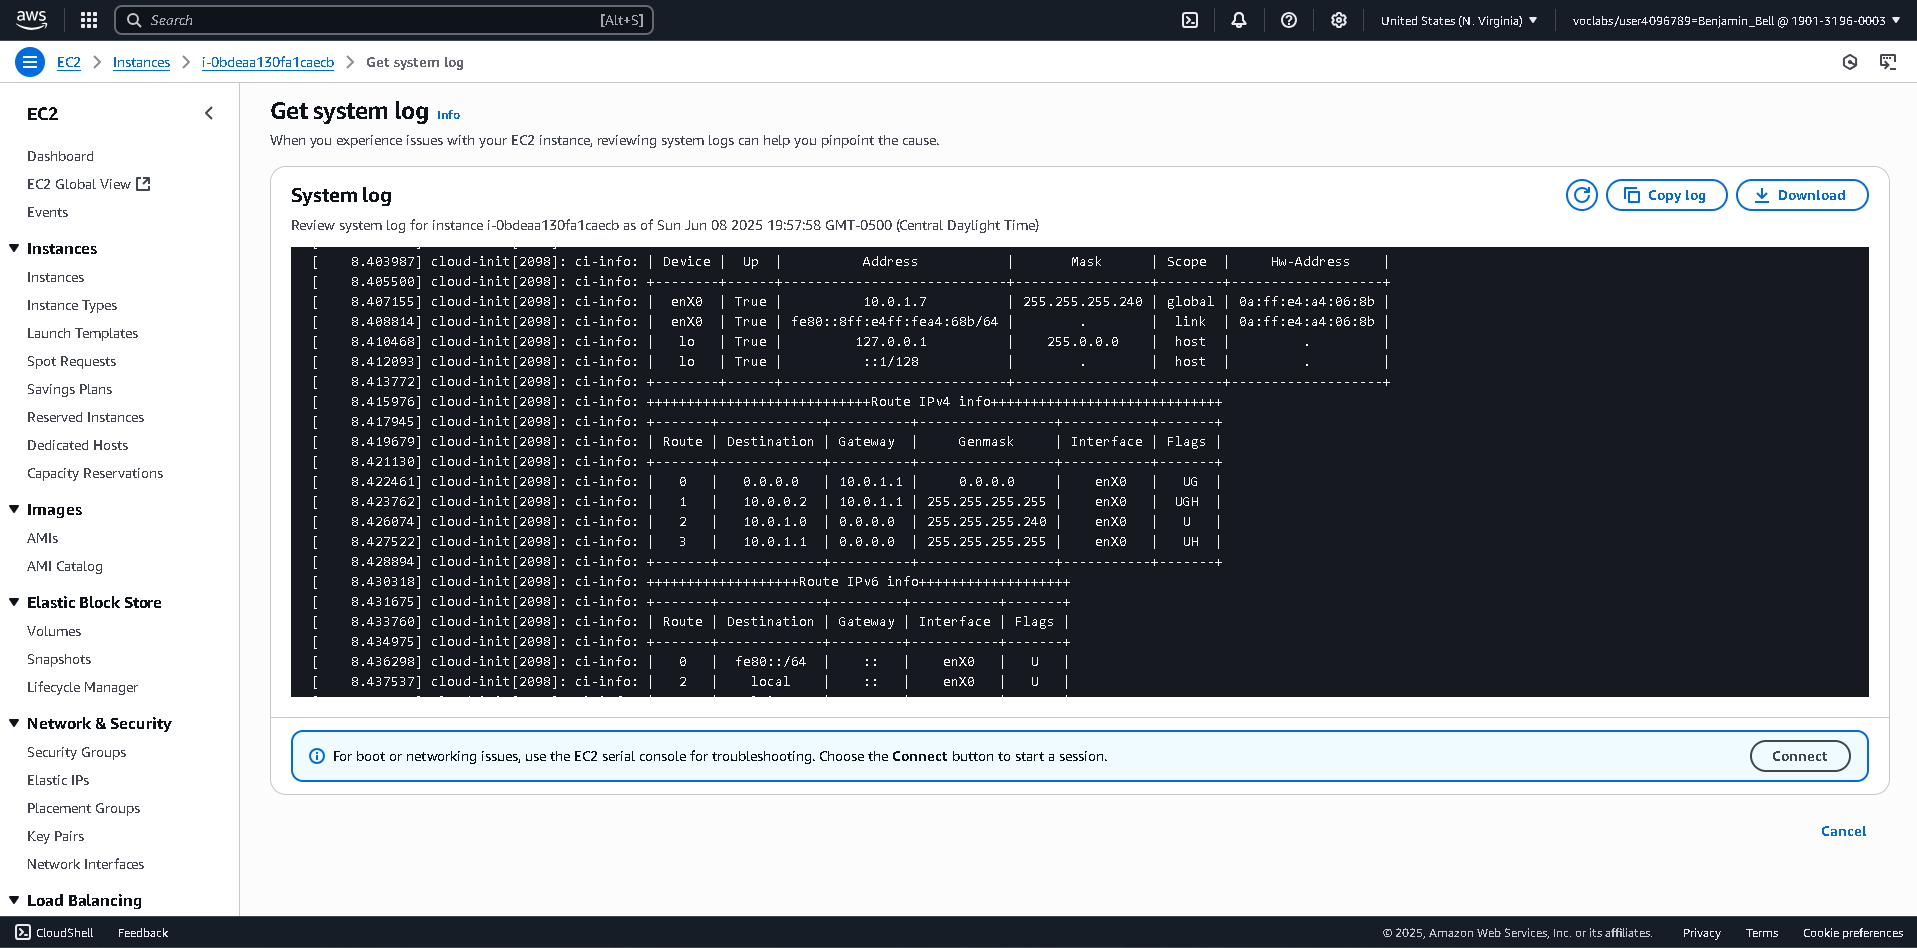 aws
Search [Alt+S]
United States (N. Virginia)
voclabs/user4096789=Benjamin_Bell @ 1901-3196-0003
EC2 Instances i-0bdeaa130fa1caecb Get system log
EC2
Dashboard
EC2 Global View
Events
Instances
Instances
Instance Types
Launch Templates
Spot Requests
Savings Plans
Reserved Instances
Dedicated Hosts
Capacity Reservations
Images
AMIs
AMI Catalog
Elastic Block Store
Volumes
Snapshots
Lifecycle Manager
Network & Security
Security Groups
Elastic IPs
Placement Groups
Key Pairs
Network Interfaces
Load Balancing
Get system log Info
When you experience issues with your EC2 instance, reviewing system logs can help you pinpoint the cause.
System log
Copy log
Download
Review system log for instance i-0bdeaa130fa1caecb as of Sun Jun 08 2025 19:57:58 GMT-0500 (Central Daylight Time)
[    8.403987] cloud-init[2098]: ci-info: | Device |  Up  |          Address           |       Mask      | Scope  |     Hw-Address    |
[    8.405500] cloud-init[2098]: ci-info: +--------+------+----------------------------+-----------------+--------+-------------------+
[    8.407155] cloud-init[2098]: ci-info: |  enX0  | True |          10.0.1.7          | 255.255.255.240 | global | 0a:ff:e4:a4:06:8b |
[    8.408814] cloud-init[2098]: ci-info: |  enX0  | True | fe80::8ff:e4ff:fea4:68b/64 |        .        |  link  | 0a:ff:e4:a4:06:8b |
[    8.410468] cloud-init[2098]: ci-info: |   lo   | True |         127.0.0.1          |    255.0.0.0    |  host  |         .         |
[    8.412093] cloud-init[2098]: ci-info: |   lo   | True |          ::1/128           |        .        |  host  |         .         |
[    8.413772] cloud-init[2098]: ci-info: +--------+------+----------------------------+-----------------+--------+-------------------+
[    8.415976] cloud-init[2098]: ci-info: ++++++++++++++++++++++++++++Route IPv4 info+++++++++++++++++++++++++++++
[    8.417945] cloud-init[2098]: ci-info: +-------+-------------+----------+-----------------+-----------+-------+
[    8.419679] cloud-init[2098]: ci-info: | Route | Destination | Gateway  |     Genmask     | Interface | Flags |
[    8.421130] cloud-init[2098]: ci-info: +-------+-------------+----------+-----------------+-----------+-------+
[    8.422461] cloud-init[2098]: ci-info: |   0   |   0.0.0.0   | 10.0.1.1 |     0.0.0.0     |    enX0   |   UG  |
[    8.423762] cloud-init[2098]: ci-info: |   1   |   10.0.0.2  | 10.0.1.1 | 255.255.255.255 |    enX0   |  UGH  |
[    8.426074] cloud-init[2098]: ci-info: |   2   |   10.0.1.0  | 0.0.0.0  | 255.255.255.240 |    enX0   |   U   |
[    8.427522] cloud-init[2098]: ci-info: |   3   |   10.0.1.1  | 0.0.0.0  | 255.255.255.255 |    enX0   |   UH  |
[    8.428894] cloud-init[2098]: ci-info: +-------+-------------+----------+-----------------+-----------+-------+
[    8.430318] cloud-init[2098]: ci-info: +++++++++++++++++++Route IPv6 info+++++++++++++++++++
[    8.431675] cloud-init[2098]: ci-info: +-------+-------------+---------+-----------+-------+
[    8.433760] cloud-init[2098]: ci-info: | Route | Destination | Gateway | Interface | Flags |
[    8.434975] cloud-init[2098]: ci-info: +-------+-------------+---------+-----------+-------+
[    8.436298] cloud-init[2098]: ci-info: |   0   |  fe80::/64  |    ::   |    enX0   |   U   |
[    8.437537] cloud-init[2098]: ci-info: |   2   |    local    |    ::   |    enX0   |   U   |
For boot or networking issues, use the EC2 serial console for troubleshooting. Choose the Connect button to start a session.
Connect
Cancel
CloudShell Feedback
© 2025, Amazon Web Services, Inc. or its affiliates. Privacy Terms Cookie preferences